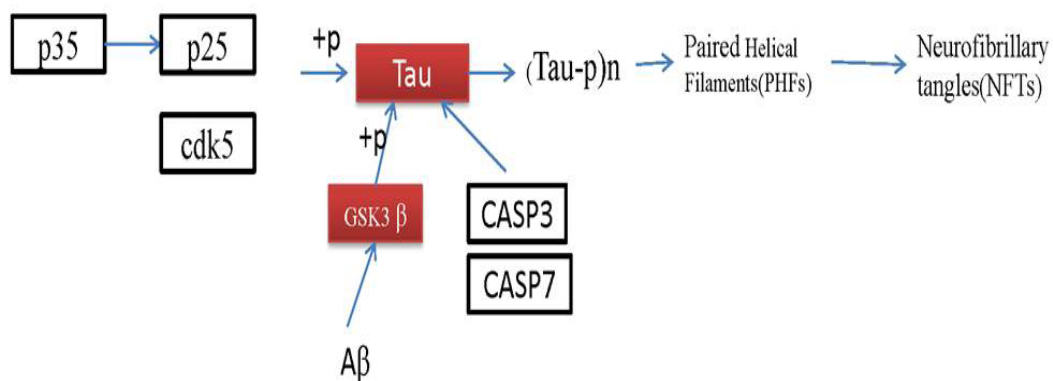 p35
p25
+p
Tau
(Tau-p)n
Paired Helical
Filaments(PHFs)
Neurofibrillary
tangles(NFTs)
cdk5
+p
GSK3 β
CASP3
CASP7
Aβ